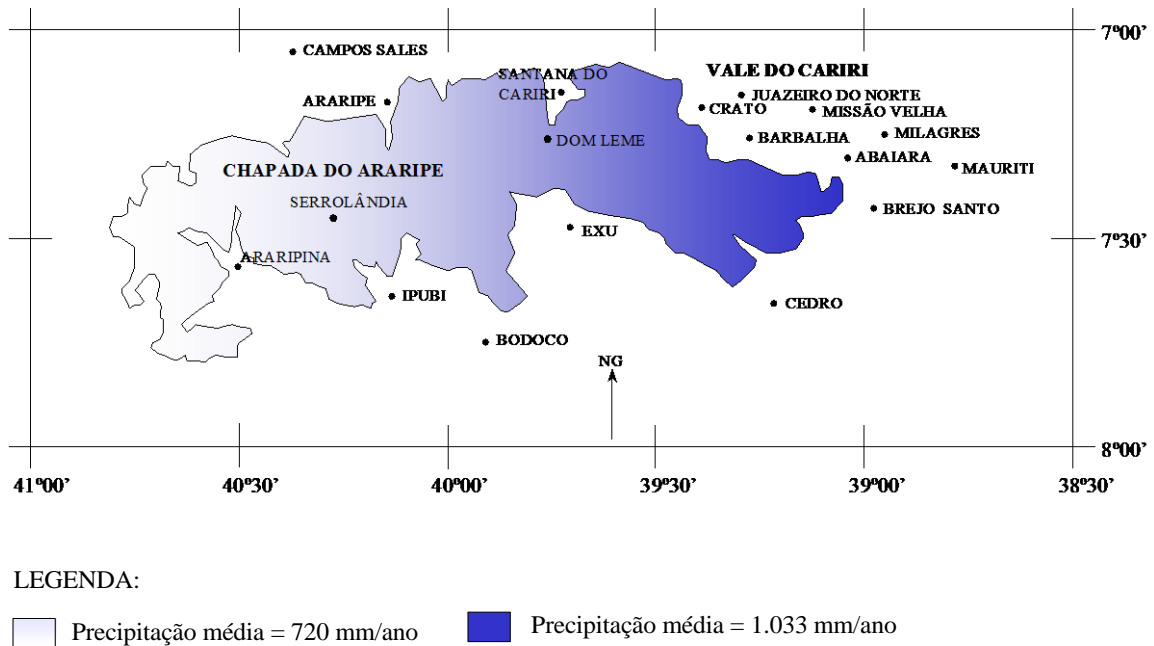 7º00’
CAMPOS SALES
SANTANA DO
CARIRI
VALE DO CARIRI
ARARIPE
JUAZEIRO DO NORTE
CRATO
MISSÃO VELHA
BARBALHA
MILAGRES
DOM LEME
ABAIARA
MAURITI
CHAPADA DO ARARIPE
SERROLÂNDIA
BREJO SANTO
EXU
7º30’
ARARIPINA
IPUBI
CEDRO
BODOCO
NG
8º00’
41º00’ 40º30’ 40º00’ 39º30’ 39º00’ 38º30’
LEGENDA:
Precipitação média = 720 mm/ano
Precipitação média = 1.033 mm/ano